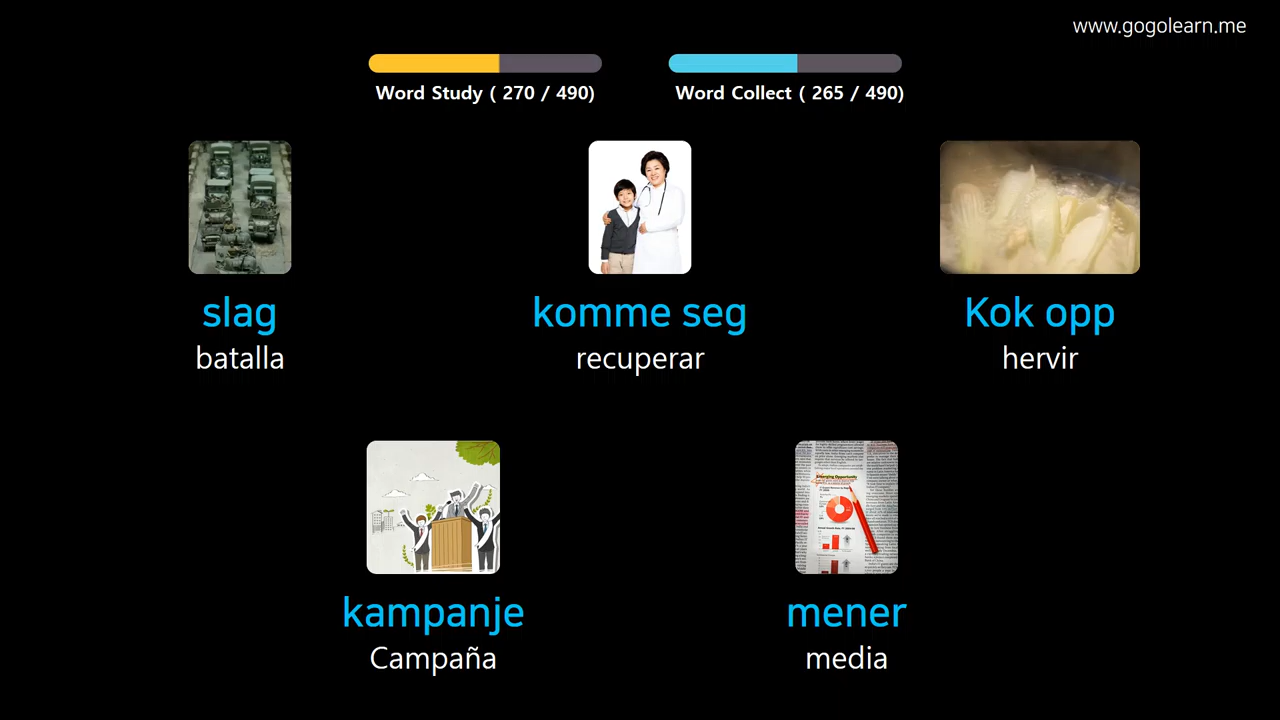 www.gogolearn.me
Word Study ( 270 / 490)
Word Collect ( 265 / 490)
slag
batalla
komme seg
recuperar
Kok opp
hervir
kampanje
Campaña
mener
media